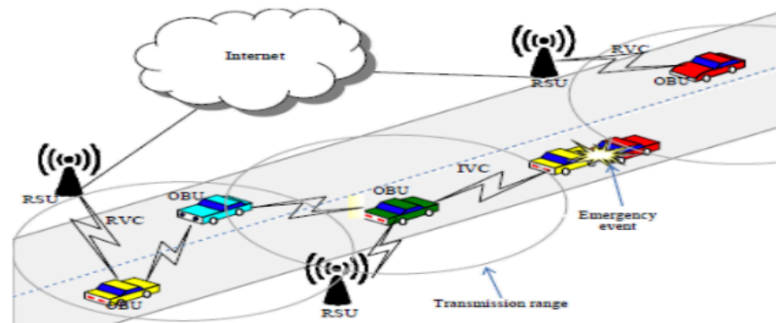 Internet
RSU
RVC
OBU
RSU
RVC
OBU
OBU
IVC
OBU
RSU
Emergency
event
Transmission range